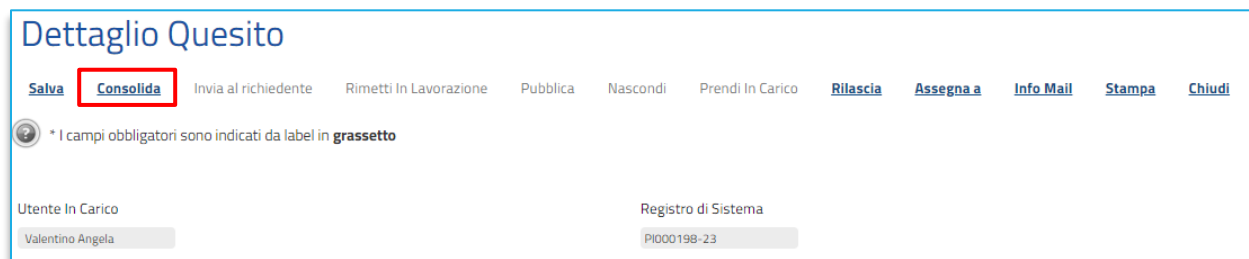 Dettaglio Quesito
Salva Consolida Invia al richiedente Rimetti In Lavorazione Pubblica Nascondi Prendi In Carico Rilascia Assegna a Info Mail Stampa Chiudi
? * I campi obbligatori sono indicati da label in grassetto
Utente In Carico Registro di Sistema
Valentino Angela PI000198-23